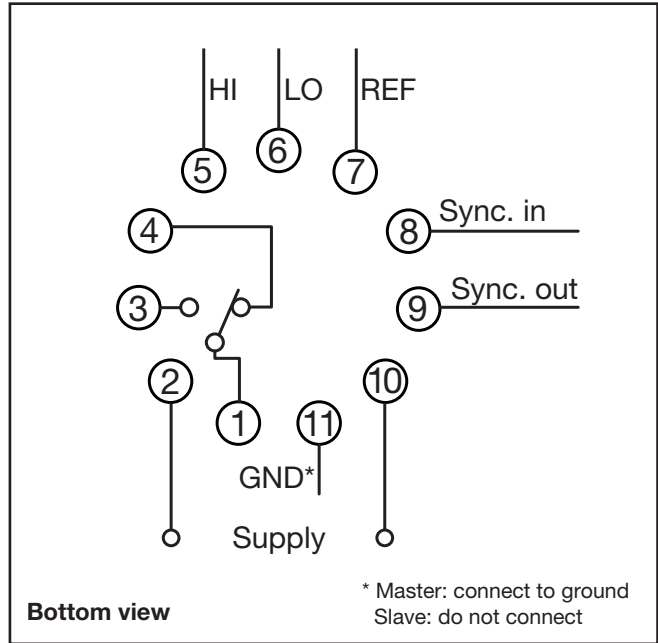 HI LO REF
5 6 7
4 8 Sync. in
3 9 Sync. out
2 10
1 11
GND*
Supply
Bottom view
* Master: connect to ground
Slave: do not connect